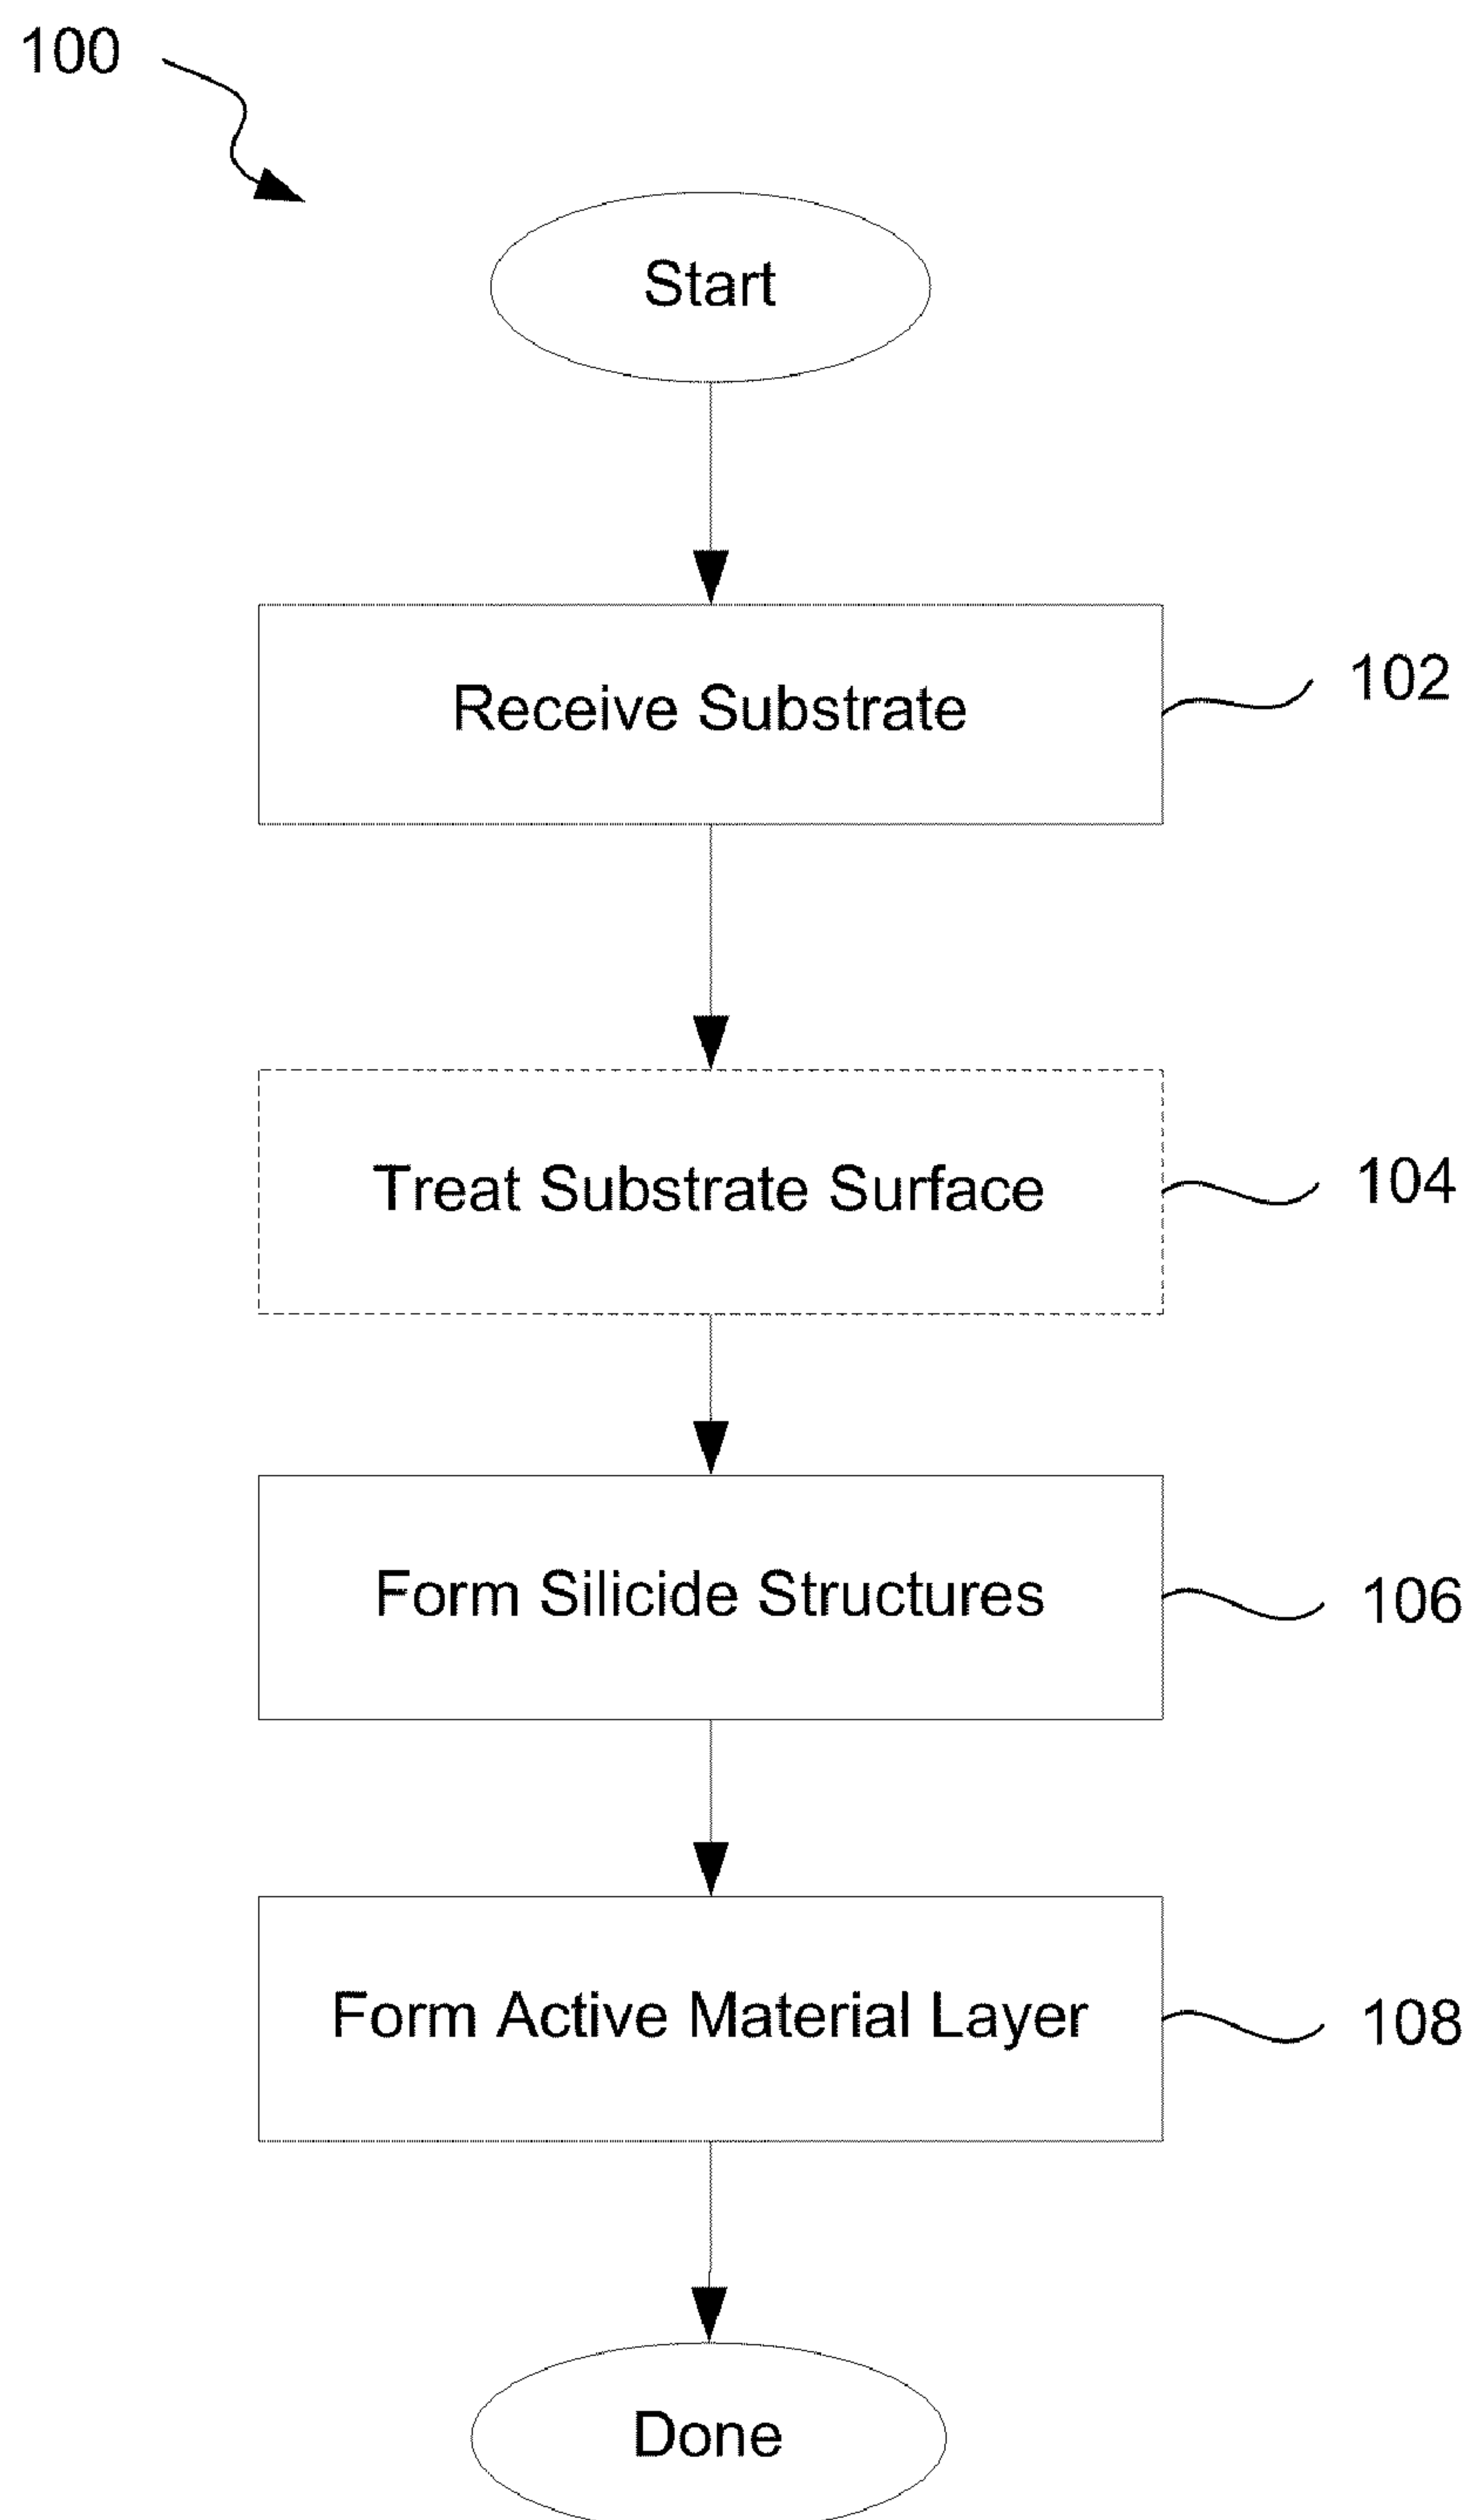 100
Start
Receive Substrate
102
Treat Substrate Surface
104
Form Silicide Structures
106
Form Active Material Layer
108
Done